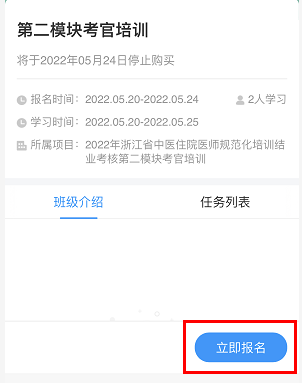 第二模块考官培训
将于2022年05月24日停止购买
报名时间：2022.05.20-2022.05.24
2人学习
学习时间：2022.05.20-2022.05.25
所属项目：2022年浙江省中医住院医师规范化培训结
业考核第二模块考官培训
班级介绍
任务列表
立即报名